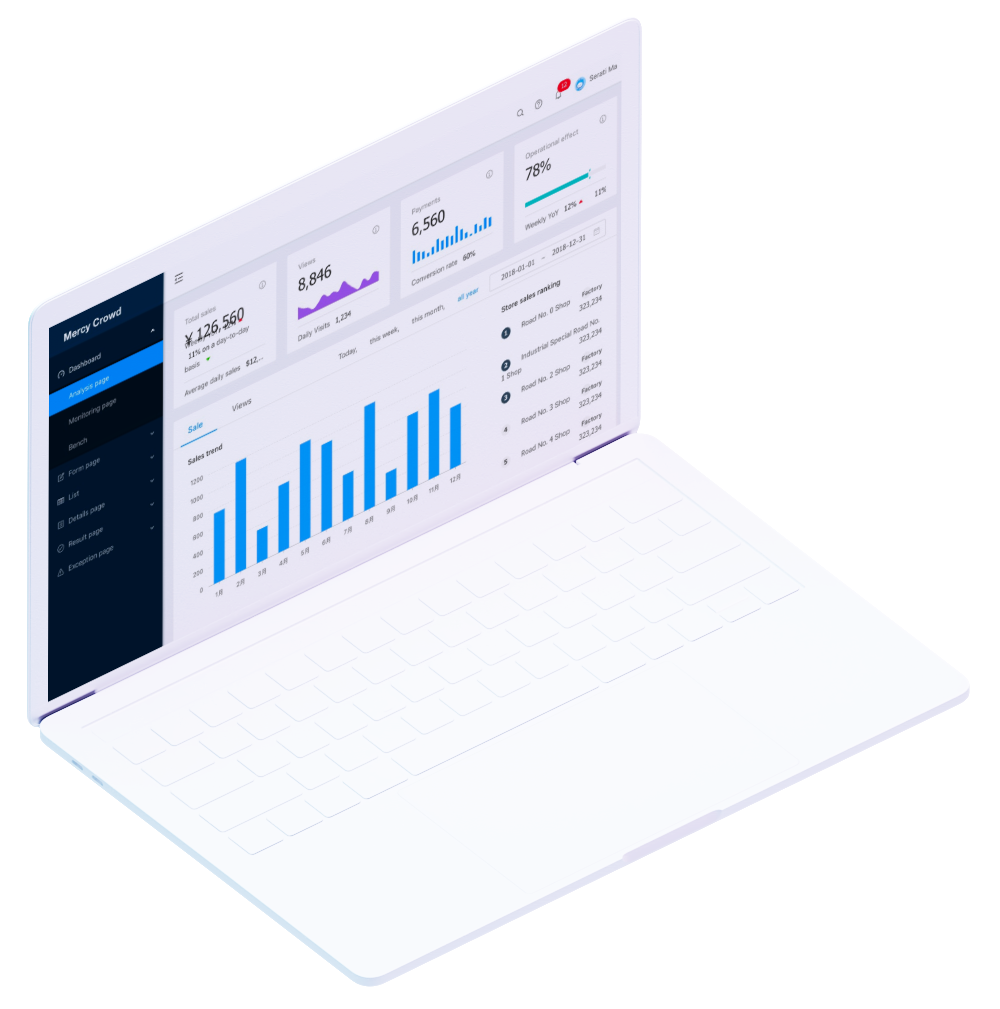 12
Serati Ma
Mercy Crowd
Dashboard
Analysis page
Monitoring page
Bench
Form page
List
Details page
Result page
Exception page
Total sales
¥ 126,560
11% on a day-to-day
basis
Average daily sales $12,...
Views
8,846
Daily Visits 1,234
Payments
6,560
Conversion rate 60%
Operational effect
78%
Weekly YoY 12% 11%
Sale
Views
Today,
this week,
this month,
all year
2018-01-01 ~ 2018-12-31
Sales trend
1200
1000
800
600
400
200
0
1月 2月 3月 4月 5月 6月 7月 8月 9月 10月 11月 12月
Store sales ranking
1 Road No. 0 Shop Factory
323,234
2 Industrial Special Road No.
1 Shop 323,234
3 Road No. 2 Shop Factory
323,234
4 Road No. 3 Shop Factory
323,234
5 Road No. 4 Shop Factory
323,234